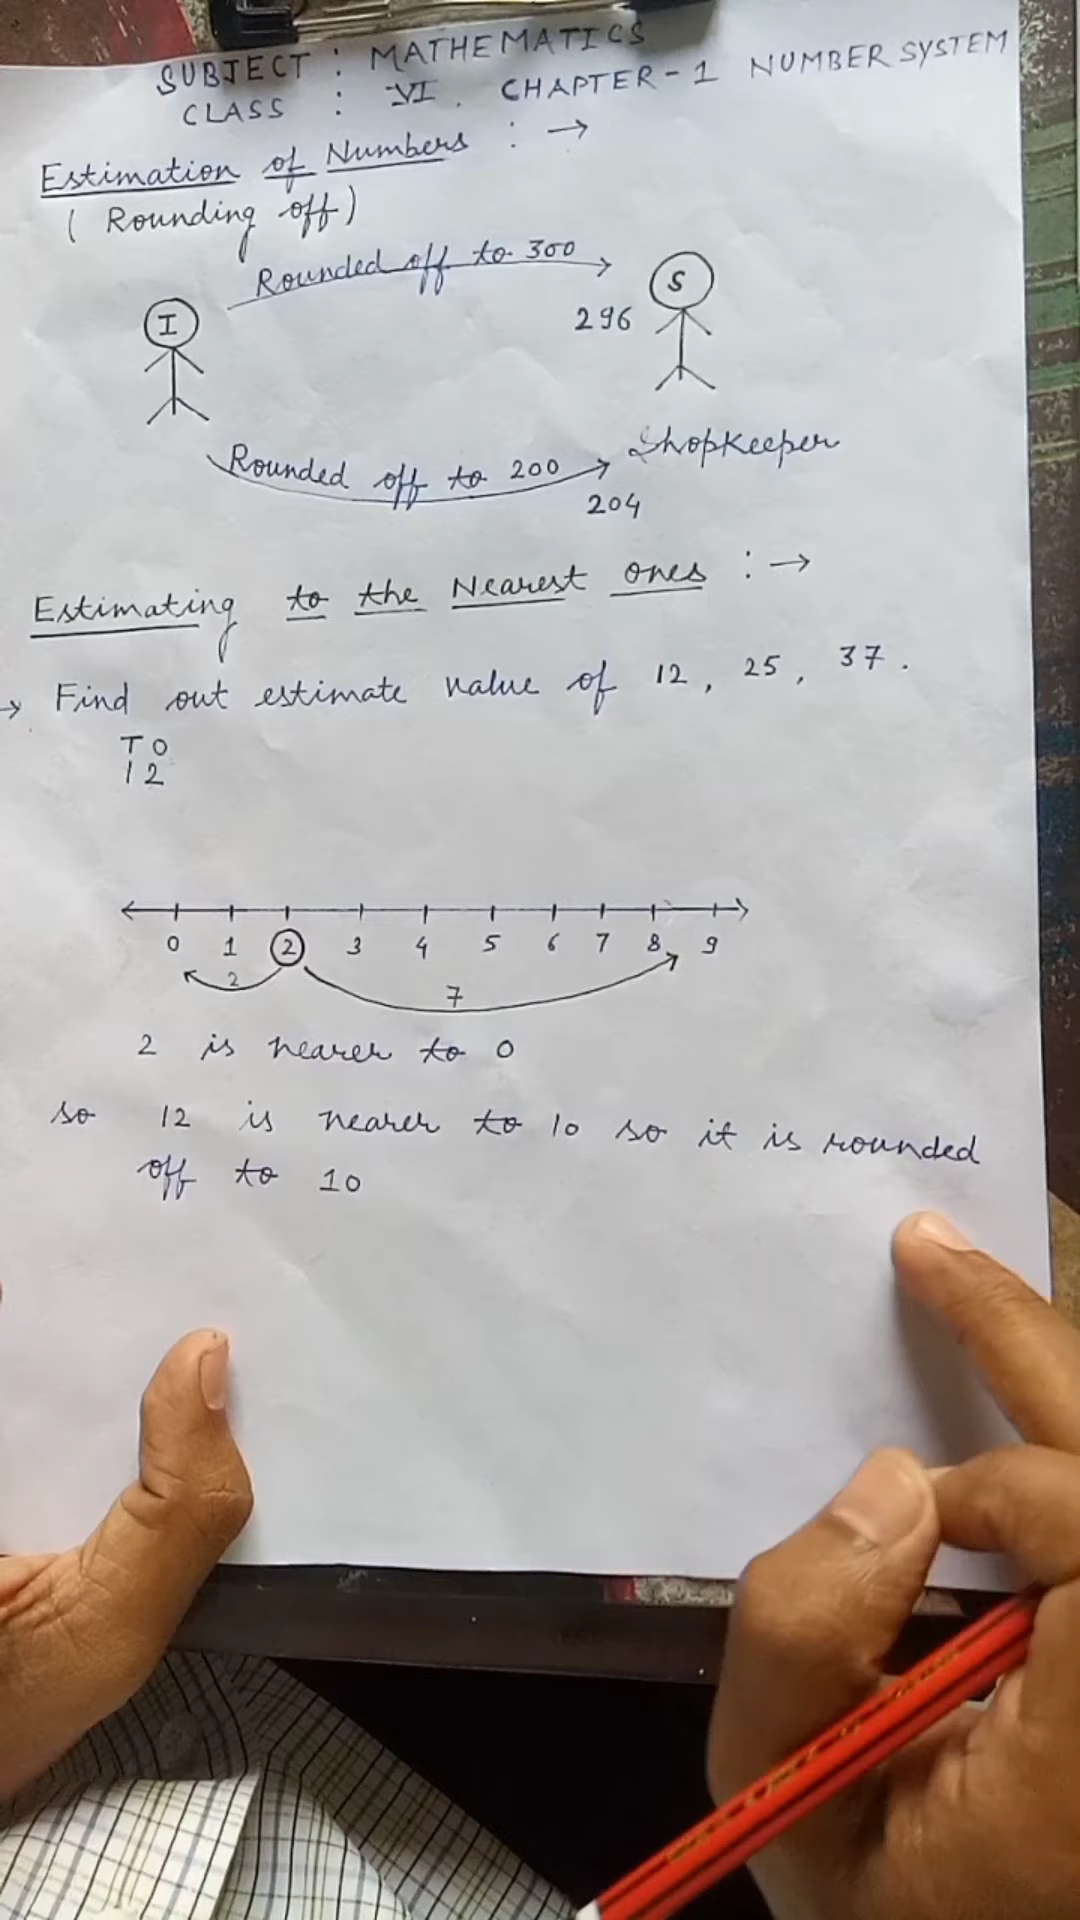 SUBJECT : MATHEMATICS
CLASS : VI. CHAPTER-1 NUMBER SYSTEM
Estimation of Numbers : →
( Rounding off )
Rounded off to 300
I
S
296
Shopkeeper
Rounded off to 200
204
Estimating to the Nearest ones : →
→ Find out estimate value of 12, 25, 37.
T O
1 2
0 1 2 3 4 5 6 7 8 9
2
7
2 is nearer to 0
so 12 is nearer to 10 so it is rounded
off to 10